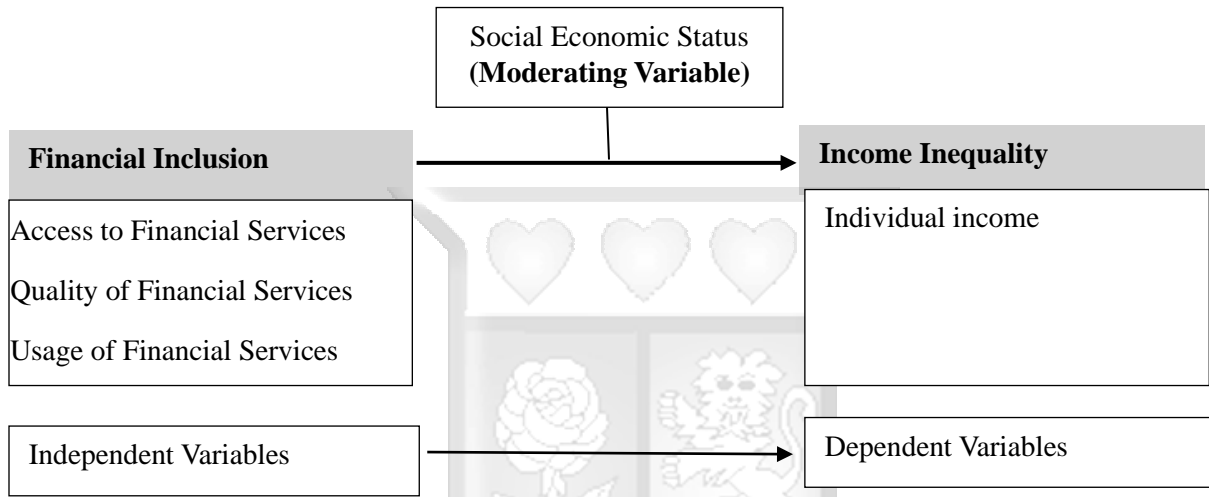 Social Economic Status
(Moderating Variable)
Financial Inclusion
Income Inequality
Access to Financial Services
Quality of Financial Services
Usage of Financial Services
Individual income
Independent Variables
Dependent Variables